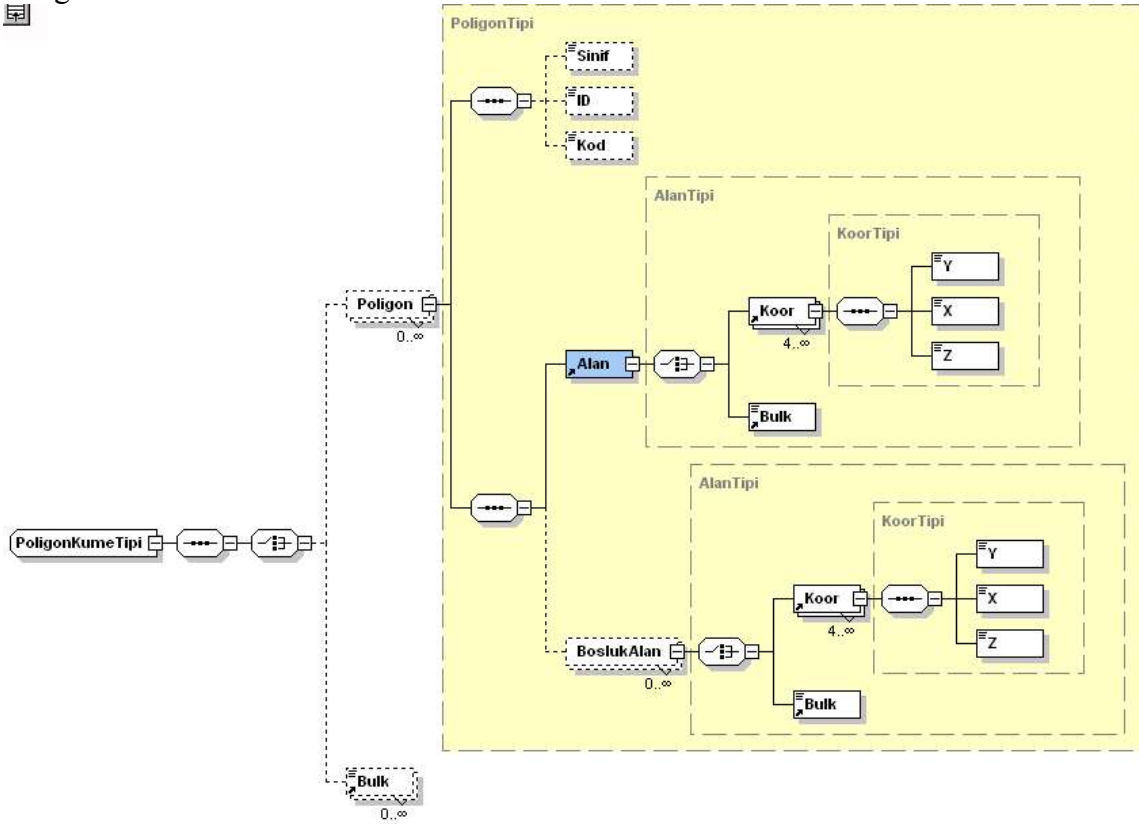 PoligonTipi
Sinif
ID
Kod
AlanTipi
KoorTipi
Y
Poligon
0..∞
Koor
4..∞
X
Z
Alan
Bulk
AlanTipi
KoorTipi
PoligonKumeTipi
Y
Koor
4..∞
X
Z
BoslukAlan
0..∞
Bulk
Bulk
0..∞